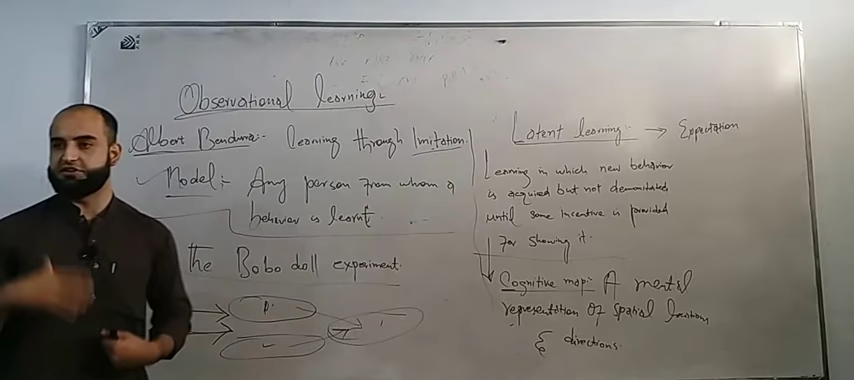 Observational learning:-
Albert Bandura:- learning through Imitation.
Model:- Any person from whom a
behavior is learnt.
The Bobo doll experiment.
P.
Latent learning:- → Expectation
Learning in which new behavior
is acquired but not demonstrated
until some incentive is provided
for showing it.
Cognitive map:- A mental
representation of spatial locations
& directions.